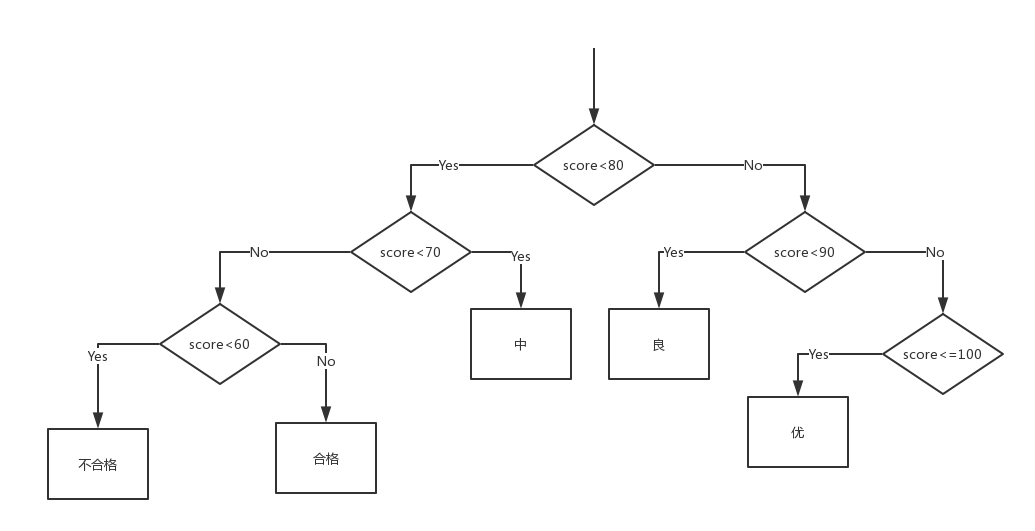 score<80
Yes
No
score<70
score<90
No
Yes
Yes
No
score<60
中
良
score<=100
Yes
No
Yes
优
不合格
合格